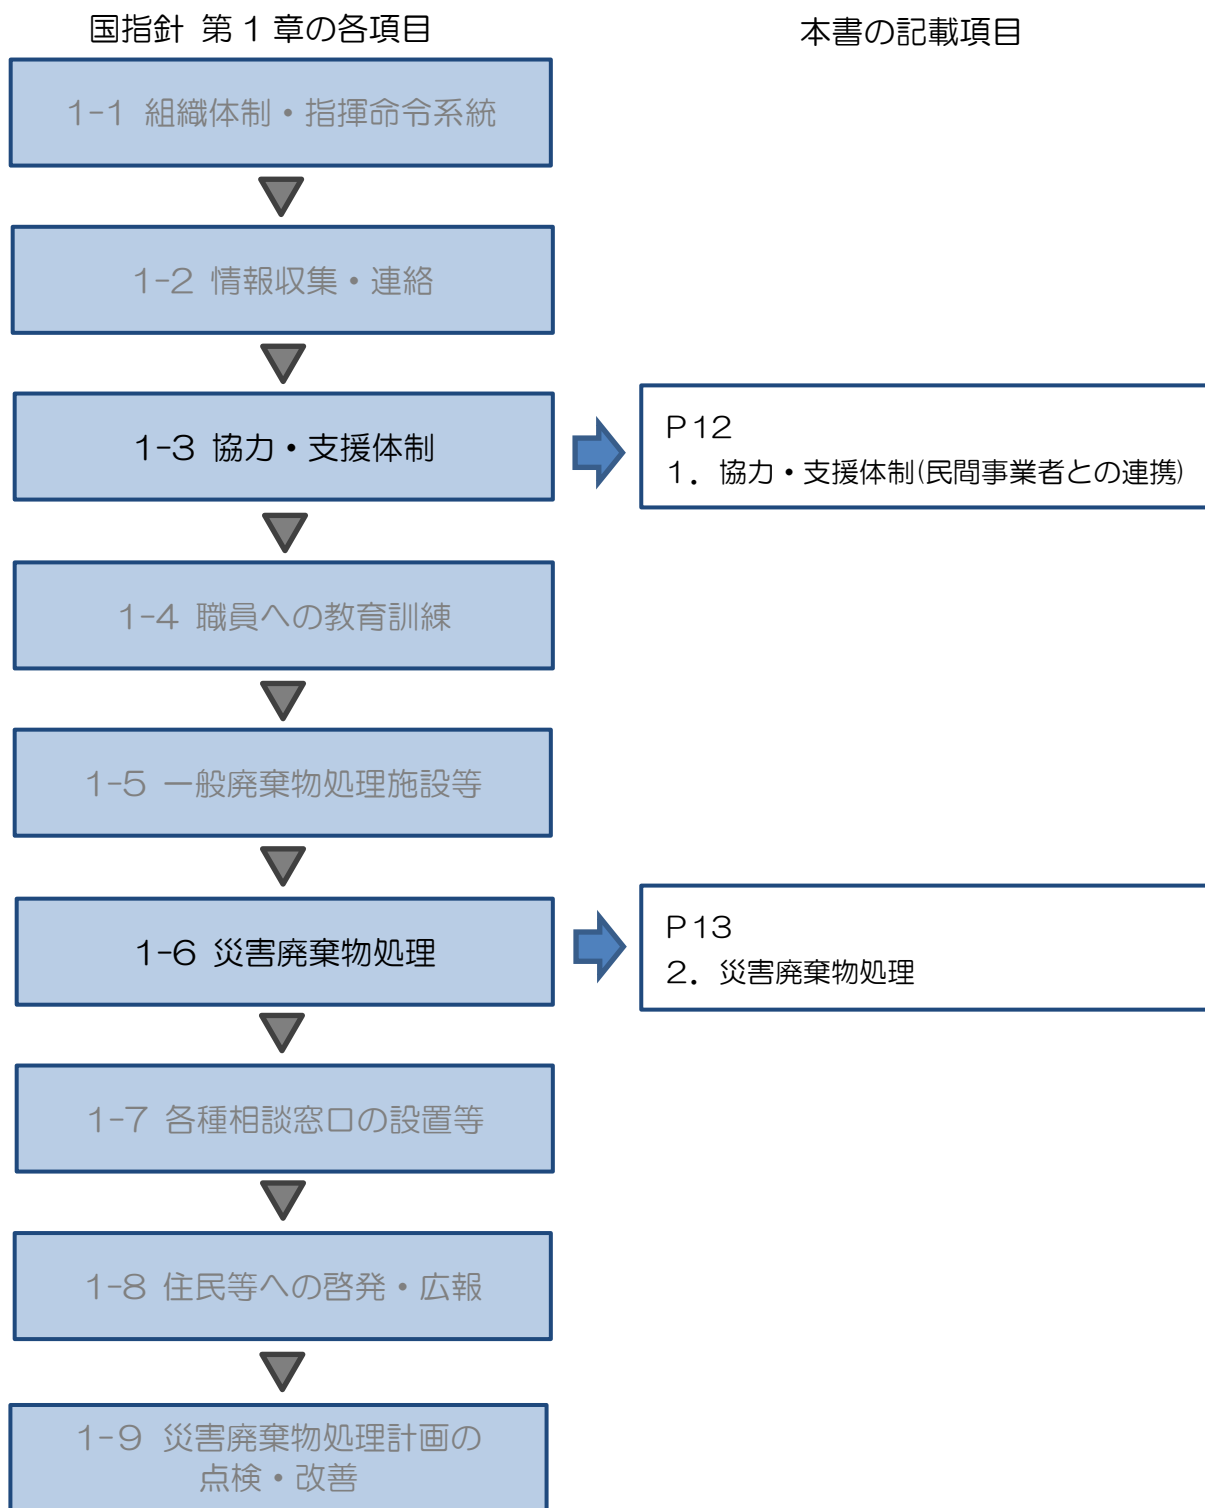 国指針 第１章の各項目
本書の記載項目
1-1 組織体制・指揮命令系統
1-2 情報収集・連絡
1-3 協力・支援体制
P12
1．協力・支援体制(民間事業者との連携)
1-4 職員への教育訓練
1-5 一般廃棄物処理施設等
1-6 災害廃棄物処理
P13
2．災害廃棄物処理
1-7 各種相談窓口の設置等
1-8 住民等への啓発・広報
1-9 災害廃棄物処理計画の
点検・改善